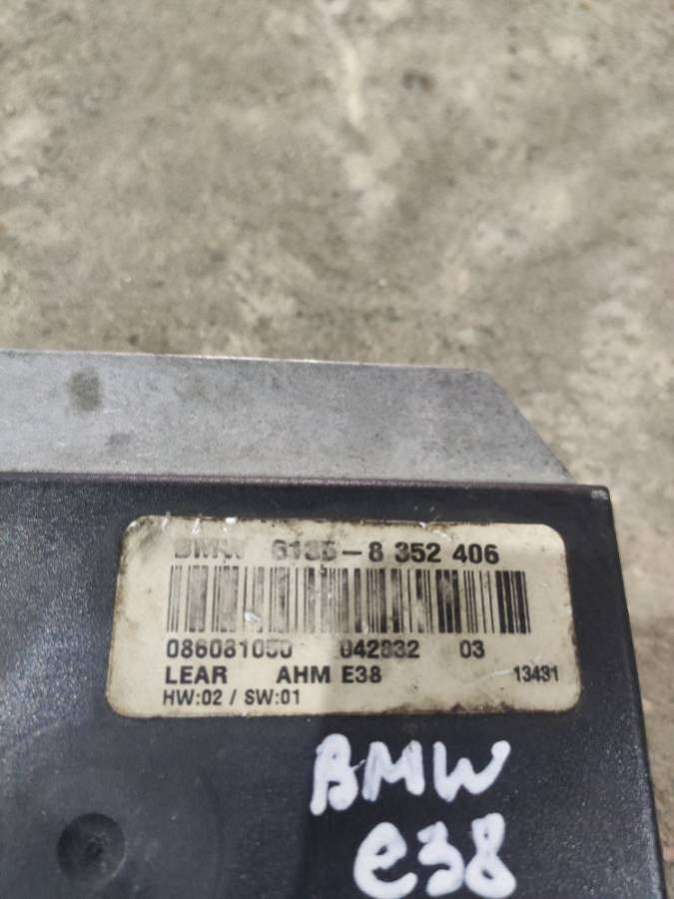 BMW 6135-8 352 406
086081050 042832 03
LEAR AHM E38 13431
HW:02 / SW:01
BMW
e38